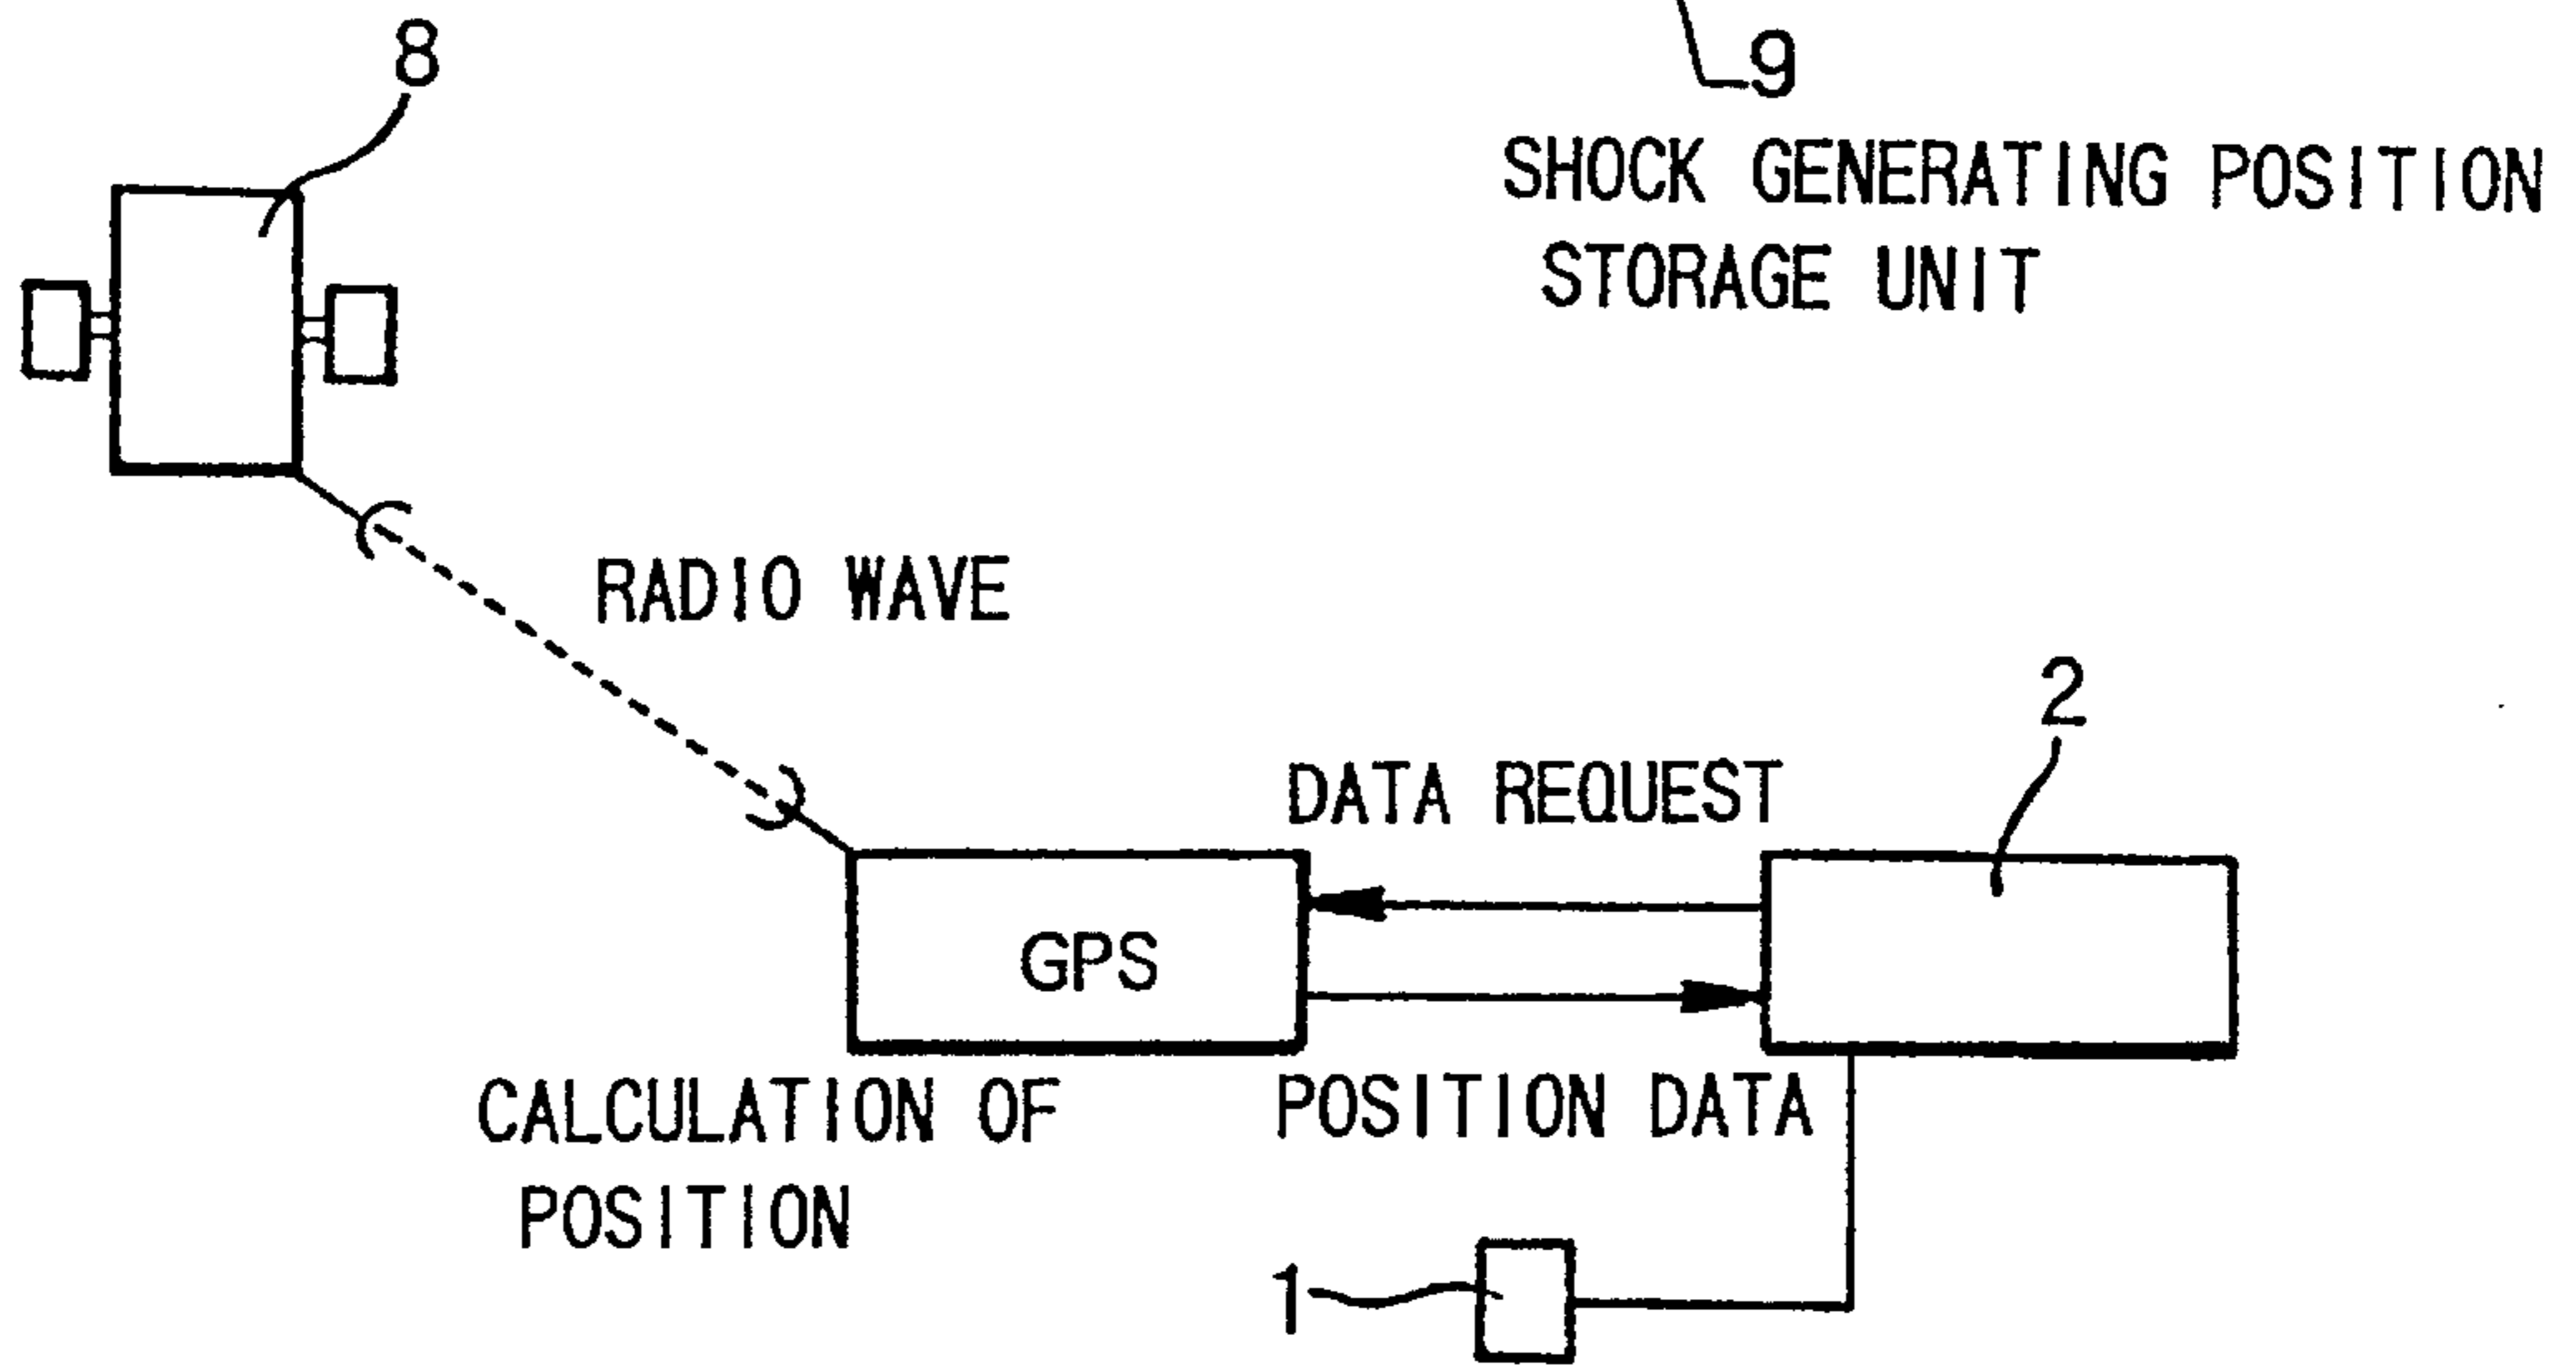 8
9
SHOCK GENERATING POSITION
STORAGE UNIT
RADIO WAVE
2
DATA REQUEST
GPS
CALCULATION OF
POSITION
POSITION DATA
1